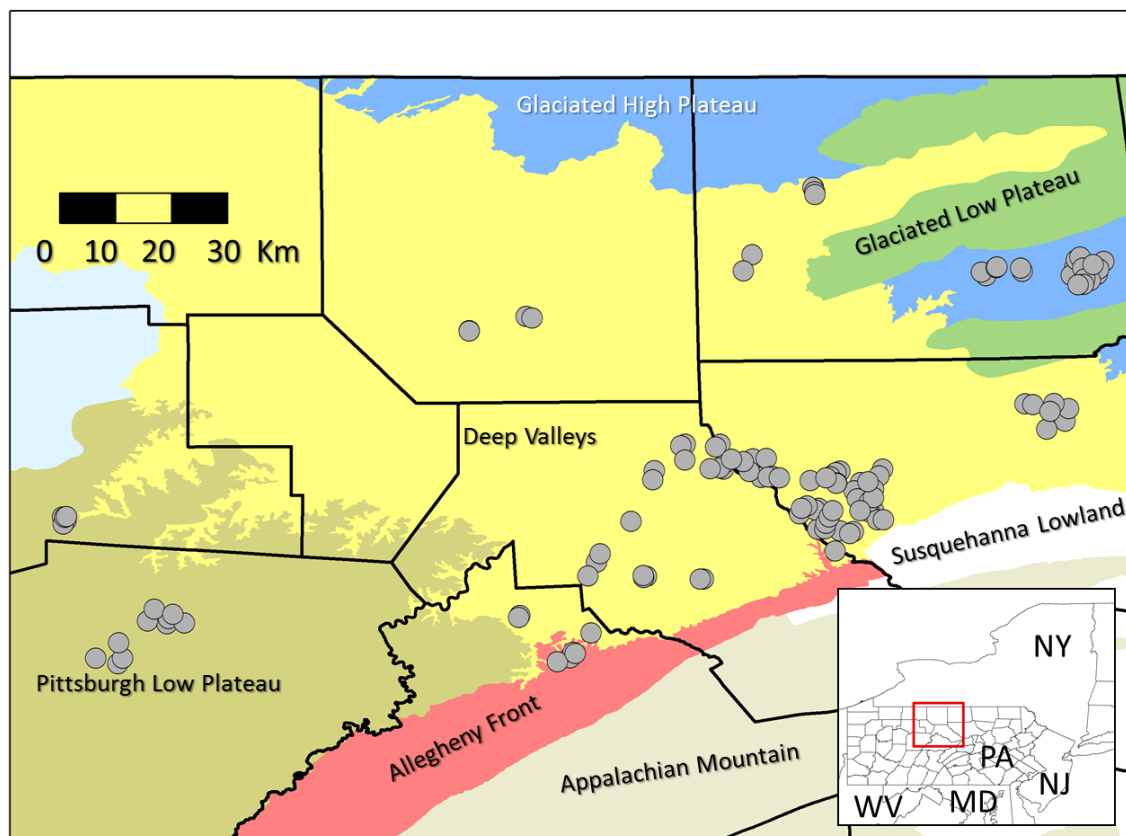 Glaciated High Plateau
Glaciated Low Plateau
0 10 20 30 Km
Deep Valleys
Susquehanna Lowland
Pittsburgh Low Plateau
Allegheny Front
Appalachian Mountain
NY
PA
NJ
MD
WV